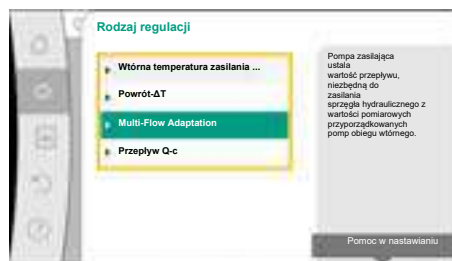 Rodzaj regulacji
Wtórna temperatura zasilania ...
Powrót-ΔT
Multi-Flow Adaptation
Przepływ Q-c
Pompa zasilająca
ustala
wartość przepływu,
niezbędną do
zasilania
sprzęgła hydraulicznego z
wartości pomiarowych
przyporządkowanych
pomp obiegu wtórnego.
Pomoc w nastawianiu